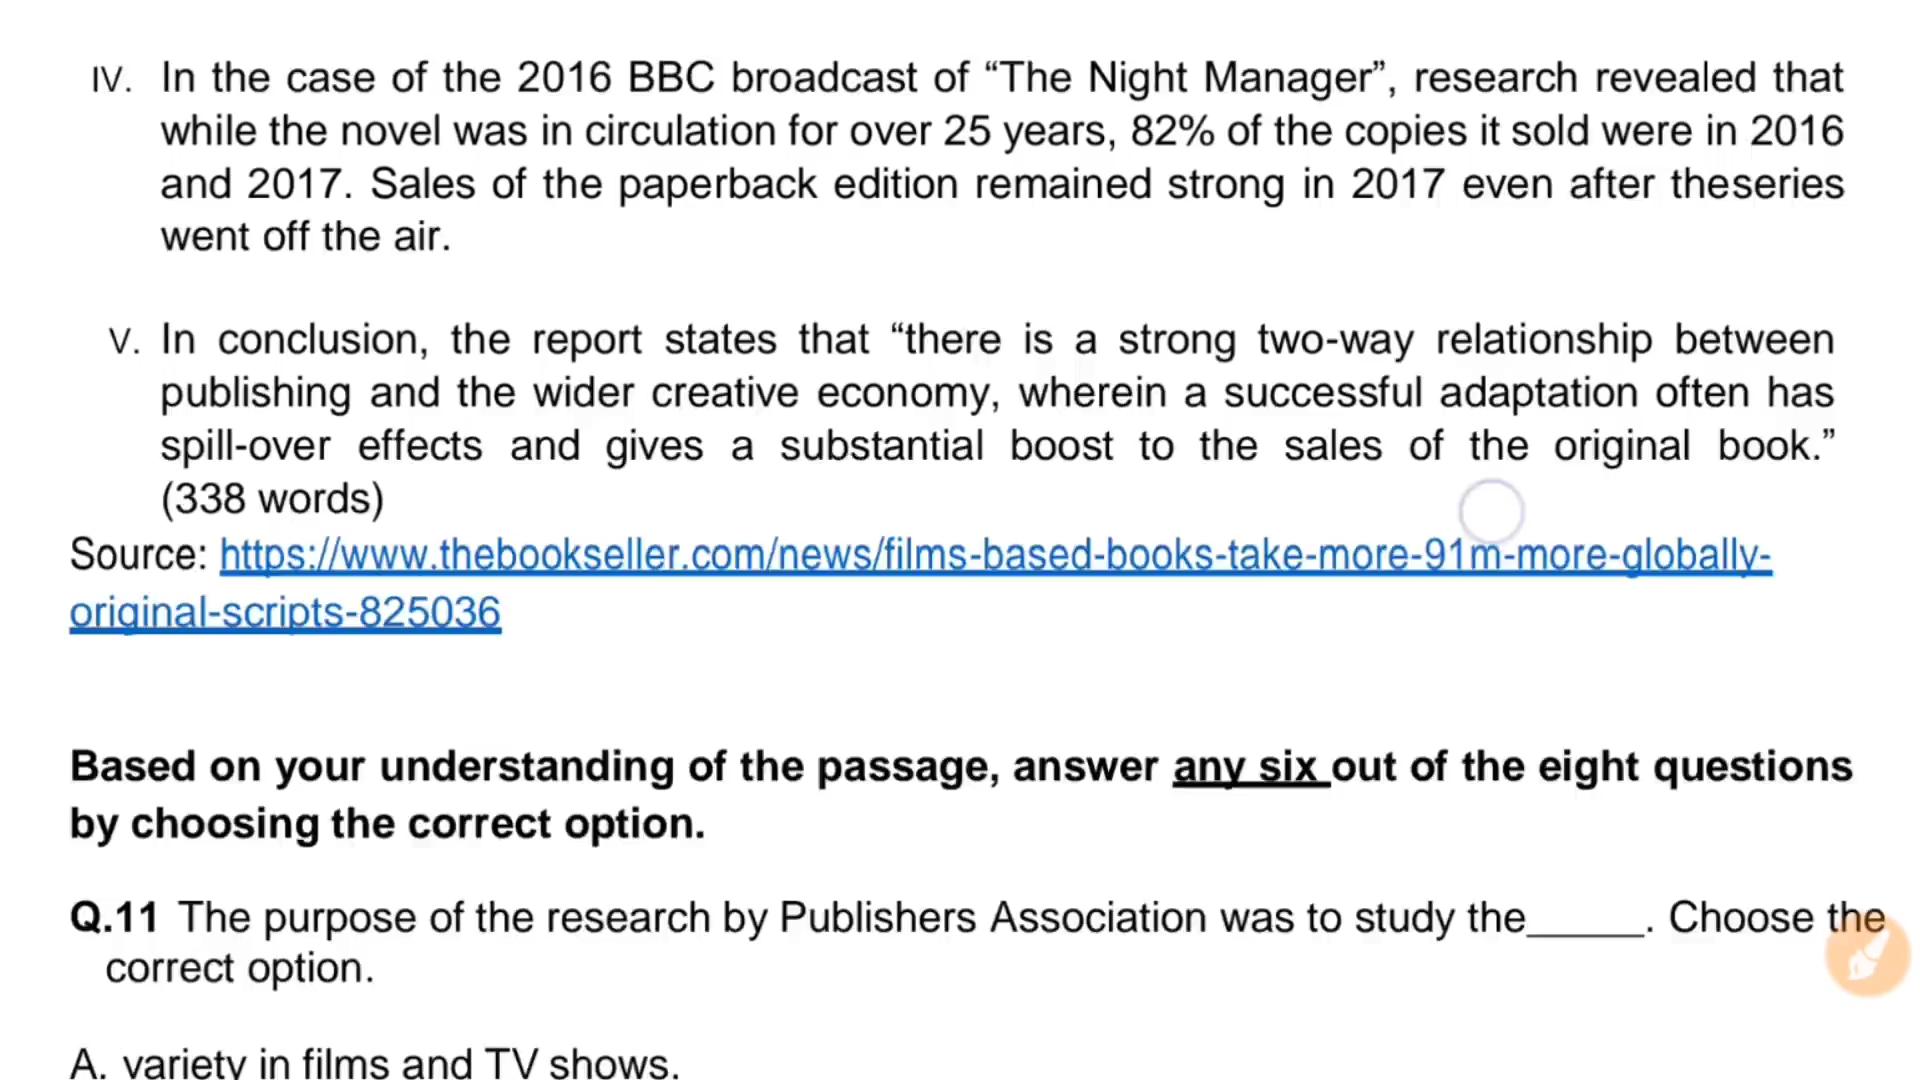 IV. In the case of the 2016 BBC broadcast of “The Night Manager”, research revealed that
while the novel was in circulation for over 25 years, 82% of the copies it sold were in 2016
and 2017. Sales of the paperback edition remained strong in 2017 even after theseries
went off the air.
V. In conclusion, the report states that “there is a strong two-way relationship between
publishing and the wider creative economy, wherein a successful adaptation often has
spill-over effects and gives a substantial boost to the sales of the original book.”
(338 words)
Source: https://www.thebookseller.com/news/films-based-books-take-more-91m-more-globally-
original-scripts-825036
Based on your understanding of the passage, answer any six out of the eight questions
by choosing the correct option.
Q.11 The purpose of the research by Publishers Association was to study the_____. Choose the
correct option.
A. variety in films and TV shows.